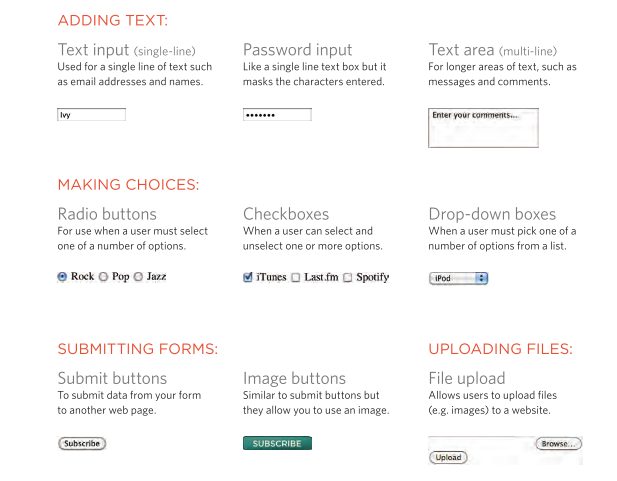 ADDING TEXT:
Text input (single-line)
Used for a single line of text such
as email addresses and names.
Ivy
Password input
Like a single line text box but it
masks the characters entered.
•••••••
Text area (multi-line)
For longer areas of text, such as
messages and comments.
Enter your comments...
MAKING CHOICES:
Radio buttons
For use when a user must select
one of a number of options.
Rock Pop Jazz
Checkboxes
When a user can select and
unselect one or more options.
iTunes Last.fm Spotify
Drop-down boxes
When a user must pick one of a
number of options from a list.
iPod
SUBMITTING FORMS:
Submit buttons
To submit data from your form
to another web page.
Subscribe
Image buttons
Similar to submit buttons but
they allow you to use an image.
SUBSCRIBE
UPLOADING FILES:
File upload
Allows users to upload files
(e.g. images) to a website.
Browse...
Upload